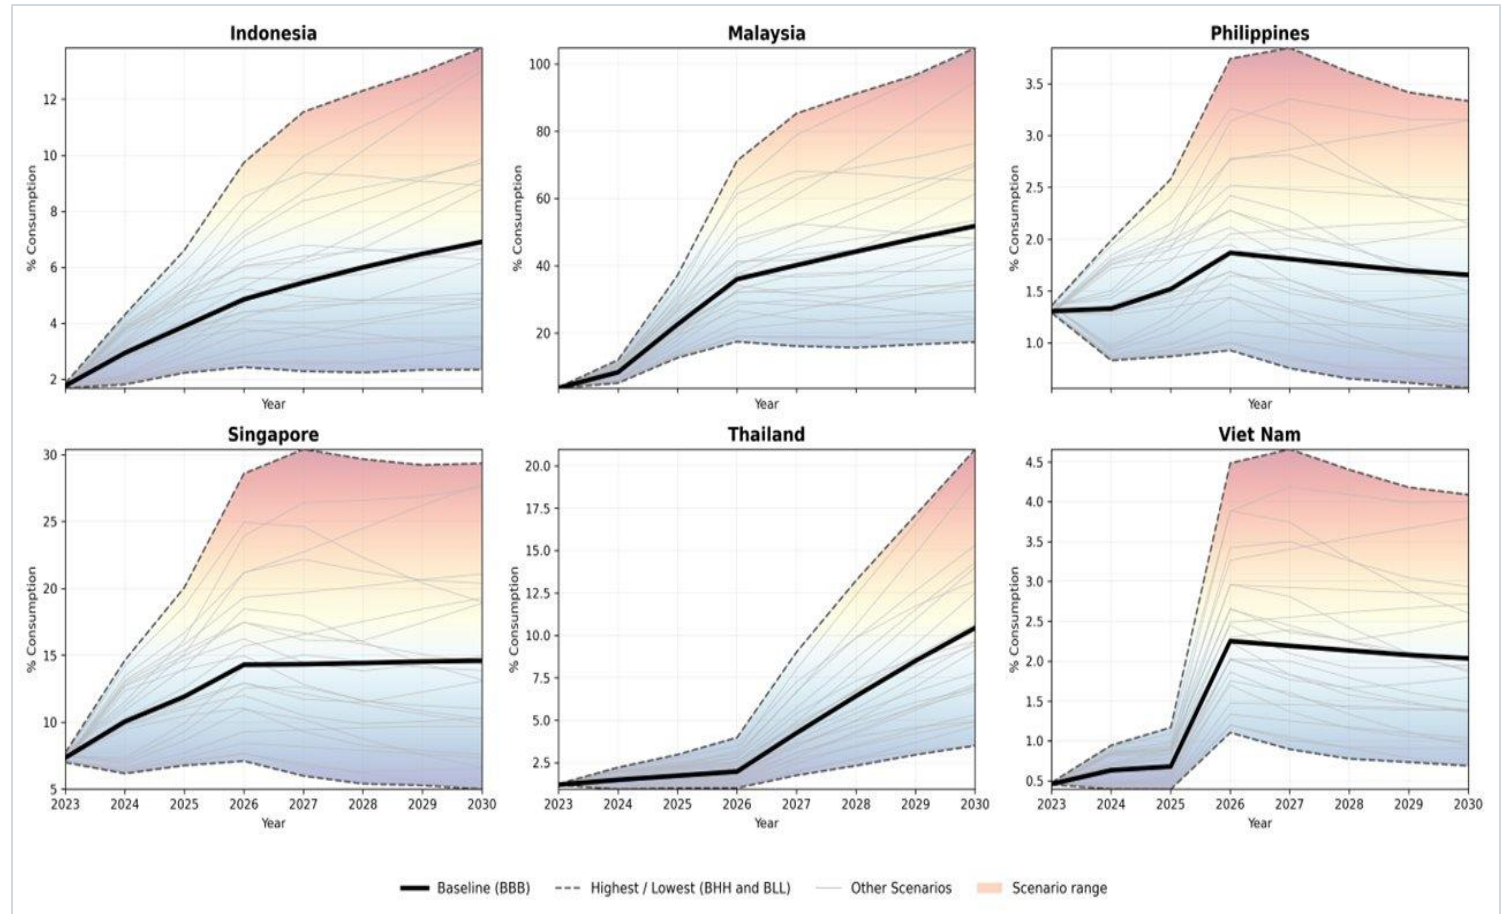 Indonesia
% Consumption
12
10
8
6
4
2
Year
Malaysia
% Consumption
100
80
60
40
20
Year
Philippines
% Consumption
3.5
3.0
2.5
2.0
1.5
1.0
Year
Singapore
% Consumption
30
25
20
15
10
5
2023 2024 2025 2026 2027 2028 2029 2030
Year
Thailand
% Consumption
20.0
17.5
15.0
12.5
10.0
7.5
5.0
2.5
2023 2024 2025 2026 2027 2028 2029 2030
Year
Viet Nam
% Consumption
4.5
4.0
3.5
3.0
2.5
2.0
1.5
1.0
0.5
2023 2024 2025 2026 2027 2028 2029 2030
Year
Baseline (BBB) Highest / Lowest (BHH and BLL) Other Scenarios Scenario range